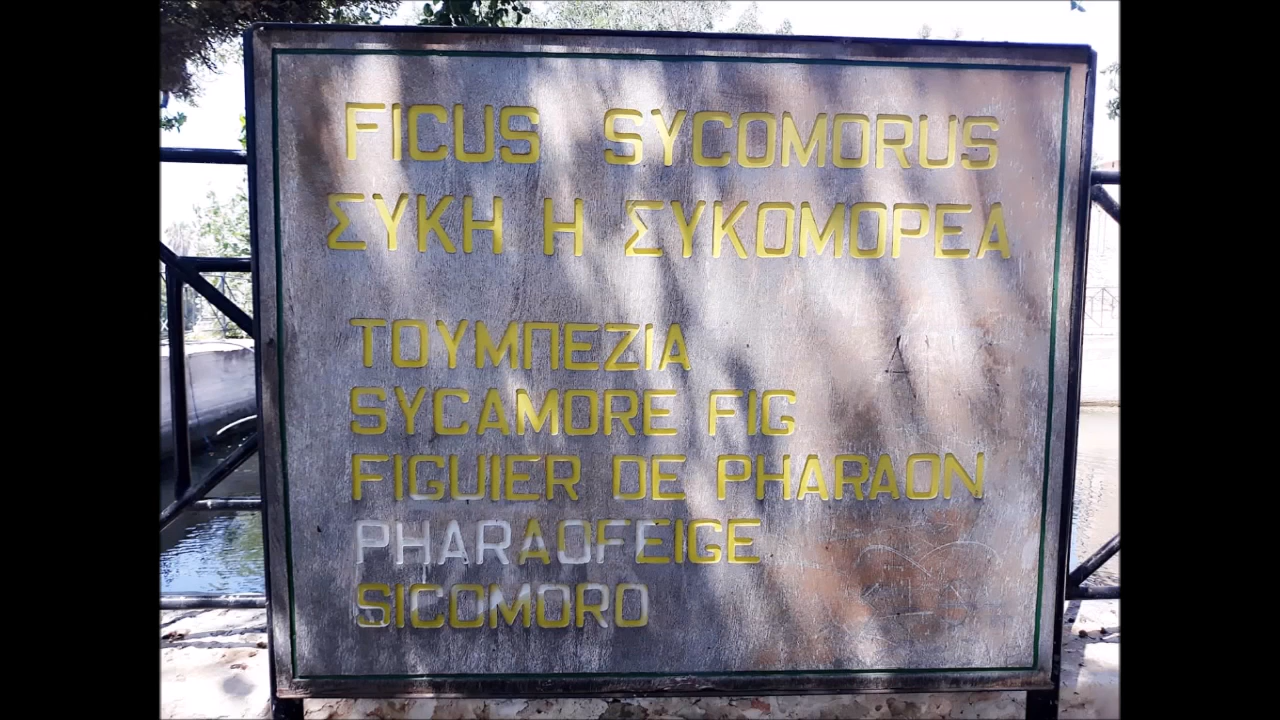 FICUS SYCOMORUS
ΣΥΚΗ Η ΣΥΚΟΜΟΡΕΑ
ΤΟΥΜΠΕΖΙΑ
SYCAMORE FIG
FIGUIER DE PHARAON
PHARAOFEIGE
SICOMORO